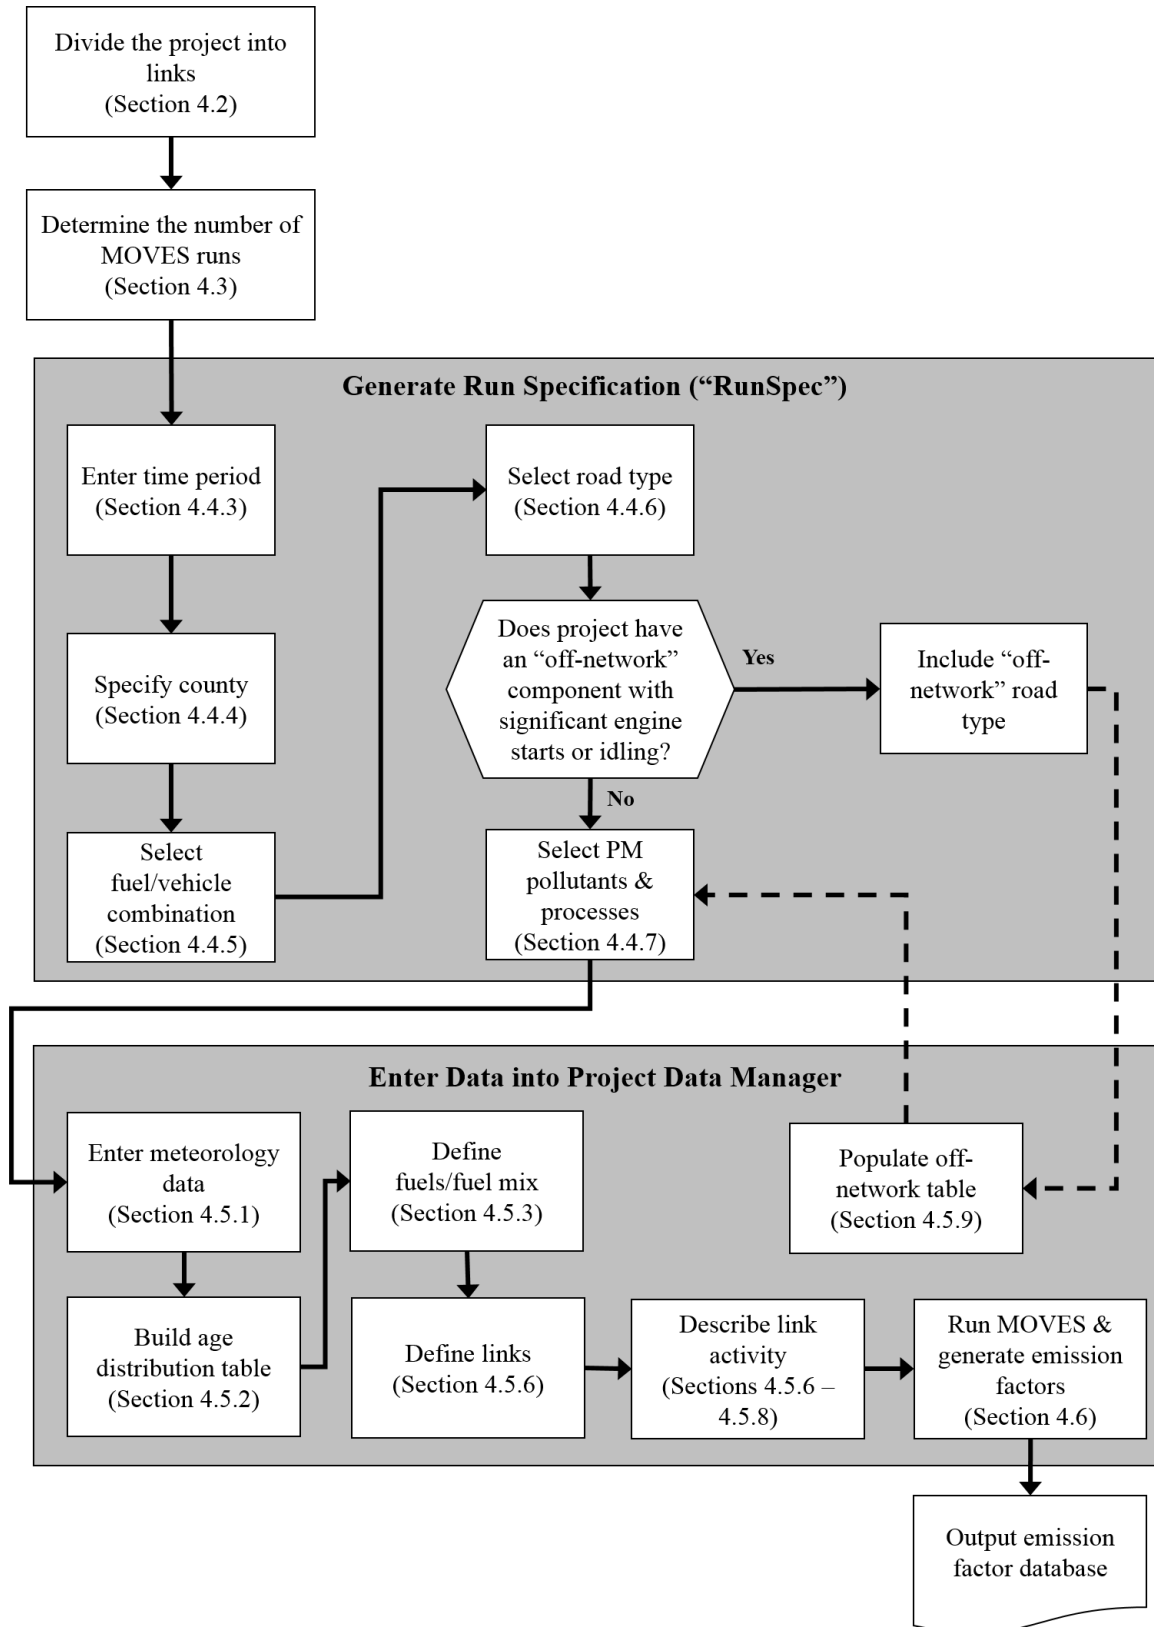 Divide the project into
links
(Section 4.2)
Determine the number of
MOVES runs
(Section 4.3)
Generate Run Specification (“RunSpec”)
Enter time period
(Section 4.4.3)
Specify county
(Section 4.4.4)
Select
fuel/vehicle
combination
(Section 4.4.5)
Select road type
(Section 4.4.6)
Does project have
an “off-network”
component with
significant engine
starts or idling?
Yes
Include “off-
network” road
type
No
Select PM
pollutants &
processes
(Section 4.4.7)
Enter Data into Project Data Manager
Enter meteorology
data
(Section 4.5.1)
Build age
distribution table
(Section 4.5.2)
Define
fuels/fuel mix
(Section 4.5.3)
Define links
(Section 4.5.6)
Describe link
activity
(Sections 4.5.6 –
4.5.8)
Populate off-
network table
(Section 4.5.9)
Run MOVES &
generate emission
factors
(Section 4.6)
Output emission
factor database